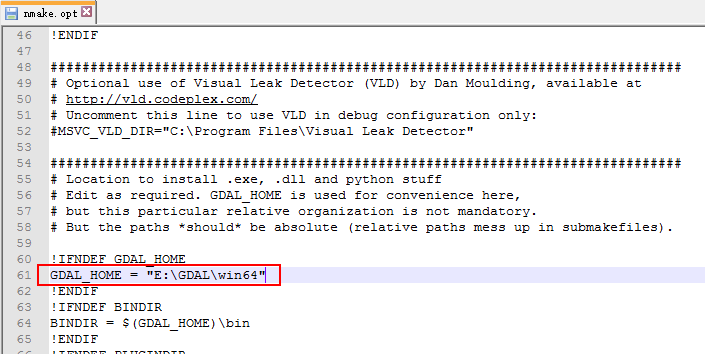 nmake.opt
46 !ENDIF
47
48 ################################################################################
49 # Optional use of Visual Leak Detector (VLD) by Dan Moulding, available at
50 # http://vld.codeplex.com/
51 # Uncomment this line to use VLD in debug configuration only:
52 #MSVC_VLD_DIR="C:\Program Files\Visual Leak Detector"
53
54 ################################################################################
55 # Location to install .exe, .dll and python stuff
56 # Edit as required. GDAL_HOME is used for convenience here,
57 # but this particular relative organization is not mandatory.
58 # But the paths *should* be absolute (relative paths mess up in submakefiles).
59
60 !IFNDEF GDAL_HOME
61 GDAL_HOME = "E:\GDAL\win64"
62 !ENDIF
63 !IFNDEF BINDIR
64 BINDIR = $(GDAL_HOME)\bin
65 !ENDIF
66 !IFNDEF PLUGINDIR